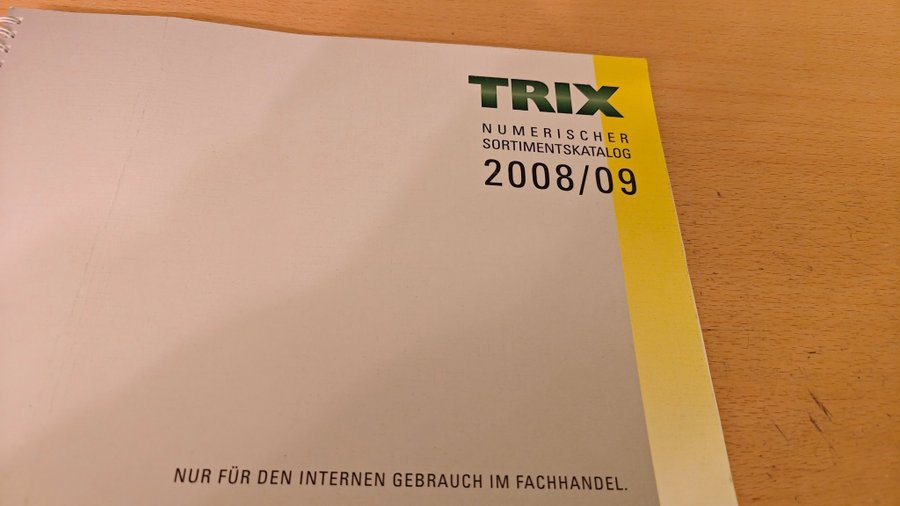 TRIX
NUMERISCHER
SORTIMENTSKATALOG
2008/09
NUR FÜR DEN INTERNEN GEBRAUCH IM FACHHANDEL.